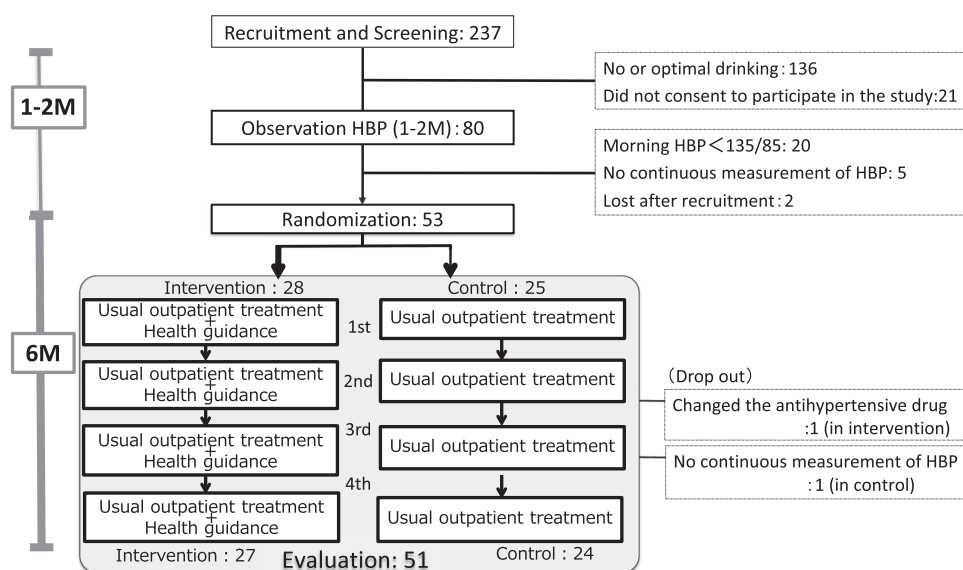 Recruitment and Screening: 237
No or optimal drinking:136
Did not consent to participate in the study:21
1-2M
Observation HBP (1-2M):80
Morning HBP<135/85: 20
No continuous measurement of HBP: 5
Lost after recruitment:2
Randomization: 53
Intervention : 28
Control : 25
Usual outpatient treatment
+
Health guidance
1st
Usual outpatient treatment
6M
Usual outpatient treatment
+
Health guidance
2nd
Usual outpatient treatment
(Drop out)
Changed the antihypertensive drug
:1 (in intervention)
Usual outpatient treatment
+
Health guidance
3rd
Usual outpatient treatment
No continuous measurement of HBP
:1 (in control)
4th
Usual outpatient treatment
+
Health guidance
Usual outpatient treatment
Intervention : 27
Evaluation: 51
Control : 24